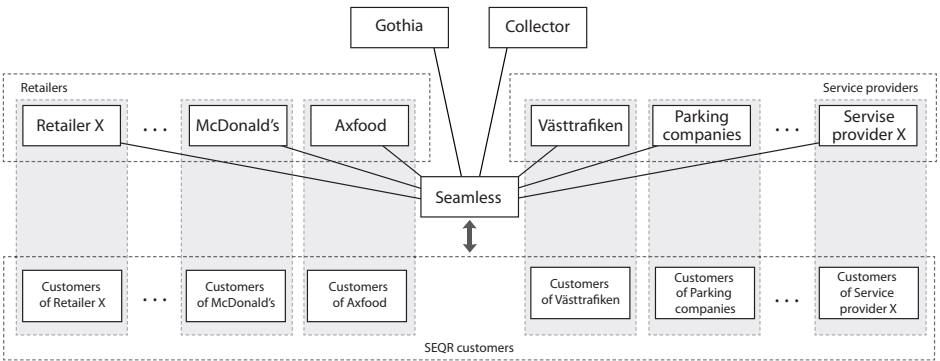 Gothia
Collector
Retailers
Service providers
Retailer X
. . .
McDonald's
Axfood
Västtrafiken
Parking
companies
. . .
Servise
provider X
Seamless
Customers
of Retailer X
. . .
Customers
of McDonald's
Customers
of Axfood
Customers
of Västtrafiken
Customers
of Parking
companies
. . .
Customers
of Service
provider X
SEQR customers